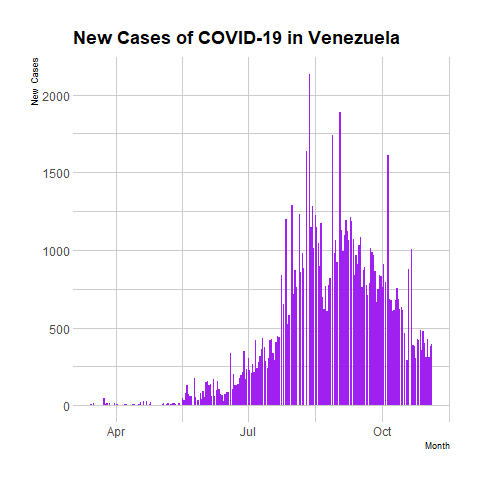 New Cases of COVID-19 in Venezuela
New Cases
2000
1500
1000
500
0
Apr
Jul
Oct
Month